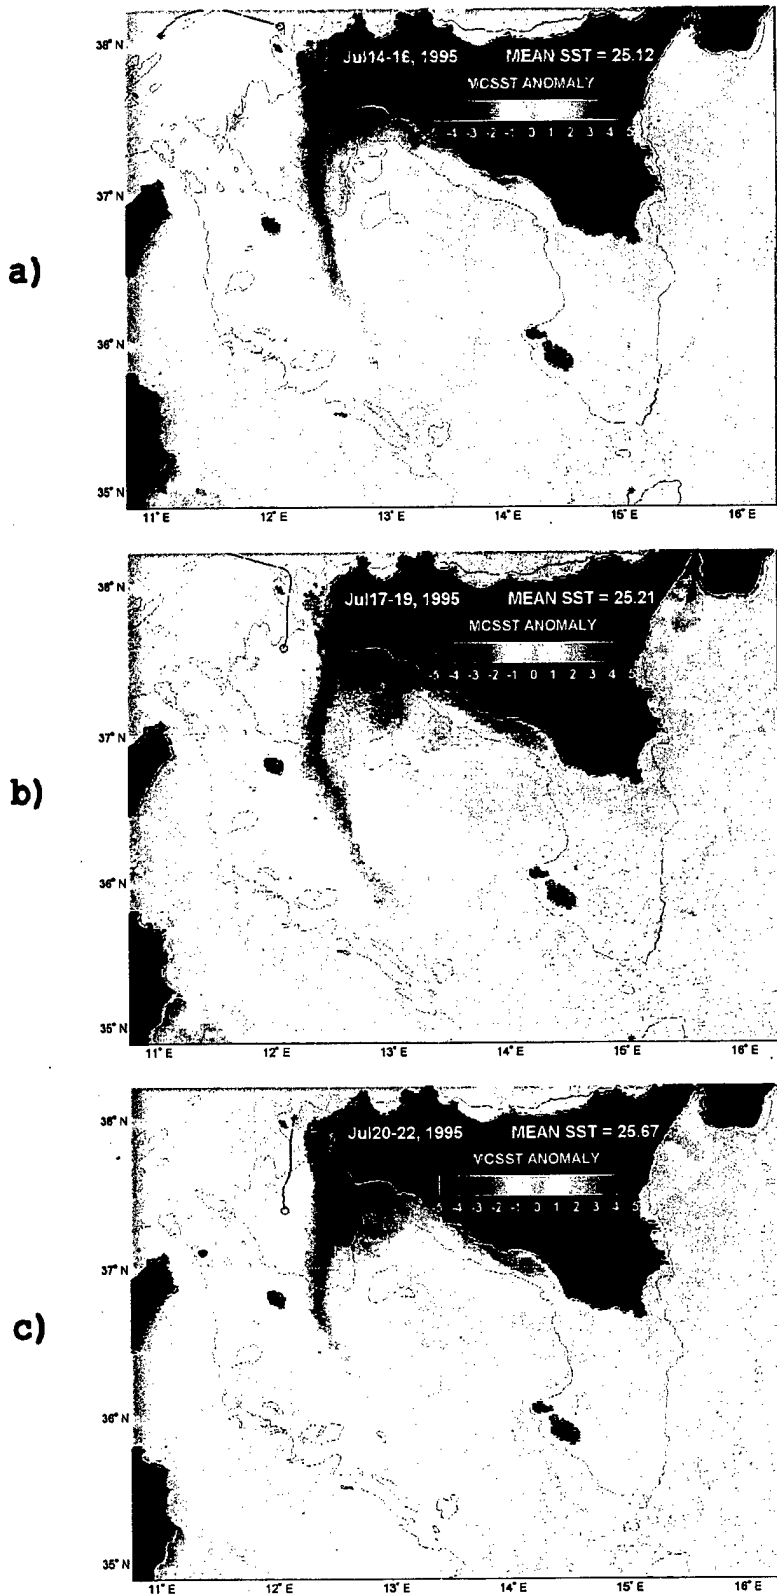 a)
38° N
37° N
36° N
35° N
Jul14-16, 1995 MEAN SST = 25.12
MCSST ANOMALY
-5 -4 -3 -2 -1 0 1 2 3 4 5
11° E 12° E 13° E 14° E 15° E 16° E
b)
38° N
37° N
36° N
35° N
Jul17-19, 1995 MEAN SST = 25.21
MCSST ANOMALY
-5 -4 -3 -2 -1 0 1 2 3 4 5
11° E 12° E 13° E 14° E 15° E 16° E
c)
38° N
37° N
36° N
35° N
Jul20-22, 1995 MEAN SST = 25.67
MCSST ANOMALY
-5 -4 -3 -2 -1 0 1 2 3 4 5
11° E 12° E 13° E 14° E 15° E 16° E